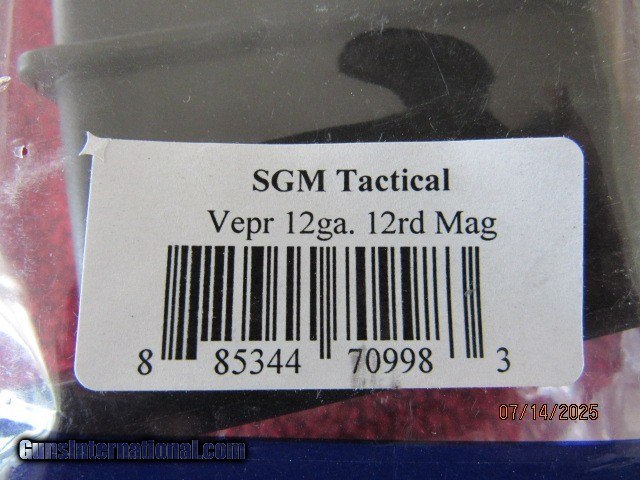 SGM Tactical
Vepr 12ga. 12rd Mag
8 85344 70998 3
07/14/2025
GunsInternational.com